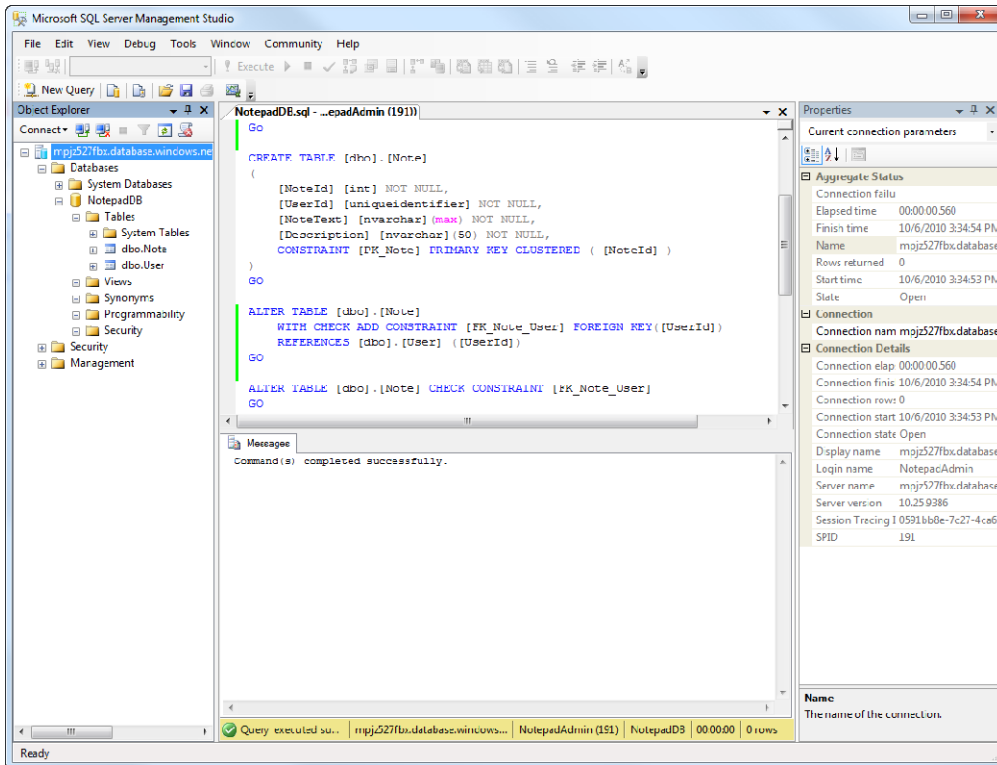 Microsoft SQL Server Management Studio
File Edit View Debug Tools Window Community Help
Execute
New Query
Object Explorer
Connect
mpjz527fbx.database.windows.ne
Databases
System Databases
NotepadDB
Tables
System Tables
dbo.Note
dbo.User
Views
Synonyms
Programmability
Security
Security
Management
NotepadDB.sql - ...epadAdmin (191))
GO
CREATE TABLE [dbo].[Note]
(
[NoteId] [int] NOT NULL,
[UserId] [uniqueidentifier] NOT NULL,
[NoteText] [nvarchar](max) NOT NULL,
[Description] [nvarchar](50) NOT NULL,
CONSTRAINT [PK_Note] PRIMARY KEY CLUSTERED ( [NoteId] )
)
GO
ALTER TABLE [dbo].[Note]
WITH CHECK ADD CONSTRAINT [FK_Note_User] FOREIGN KEY([UserId])
REFERENCES [dbo].[User] ([UserId])
GO
ALTER TABLE [dbo].[Note] CHECK CONSTRAINT [FK_Note_User]
GO
Messages
Command(s) completed successfully.
Query executed su... mpjz527fbx.database.windows... NotepadAdmin (191) NotepadDB 00:00:00 0 rows
Properties
Current connection parameters
Aggregate Status
Connection failu
Elapsed time 00:00:00.560
Finish time 10/6/2010 3:34:54 PM
Name mpjz527fbx.database
Rows returned 0
Start time 10/6/2010 3:34:53 PM
State Open
Connection
Connection nam mpjz527fbx.database
Connection Details
Connection elap 00:00:00.560
Connection finis 10/6/2010 3:34:54 PM
Connection rows 0
Connection start 10/6/2010 3:34:53 PM
Connection state Open
Display name mpjz527fbx.database
Login name NotepadAdmin
Server name mpjz527fbx.database
Server version 10.25.9386
Session Tracing I 0591bb8e-7c27-4ca6
SPID 191
Name
The name of the connection.
Ready